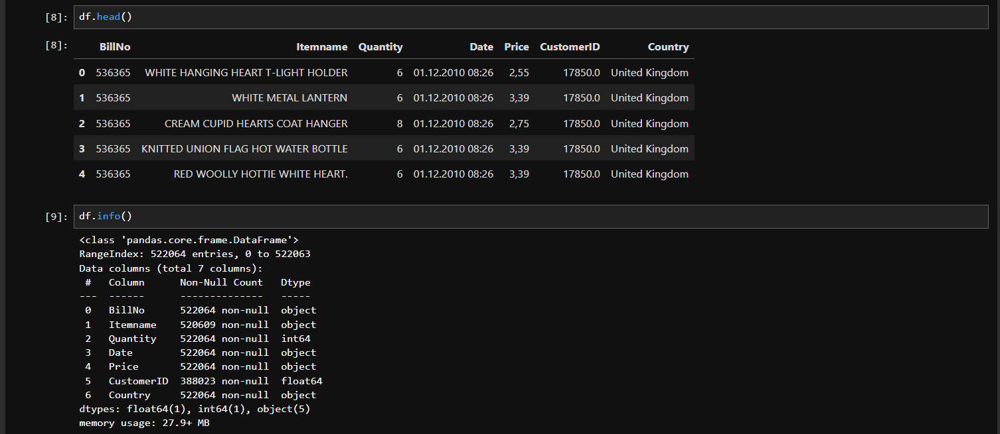 [8]: df.head()
[8]: BillNo Itemname Quantity Date Price CustomerID Country
0 536365 WHITE HANGING HEART T-LIGHT HOLDER 6 01.12.2010 08:26 2,55 17850.0 United Kingdom
1 536365 WHITE METAL LANTERN 6 01.12.2010 08:26 3,39 17850.0 United Kingdom
2 536365 CREAM CUPID HEARTS COAT HANGER 8 01.12.2010 08:26 2,75 17850.0 United Kingdom
3 536365 KNITTED UNION FLAG HOT WATER BOTTLE 6 01.12.2010 08:26 3,39 17850.0 United Kingdom
4 536365 RED WOOLLY HOTTIE WHITE HEART. 6 01.12.2010 08:26 3,39 17850.0 United Kingdom
[9]: df.info()
<class 'pandas.core.frame.DataFrame'>
RangeIndex: 522064 entries, 0 to 522063
Data columns (total 7 columns):
 #   Column      Non-Null Count   Dtype
---  ------      --------------   -----
 0   BillNo      522064 non-null  object
 1   Itemname    520609 non-null  object
 2   Quantity    522064 non-null  int64
 3   Date        522064 non-null  object
 4   Price       522064 non-null  object
 5   CustomerID  388023 non-null  float64
 6   Country     522064 non-null  object
dtypes: float64(1), int64(1), object(5)
memory usage: 27.9+ MB